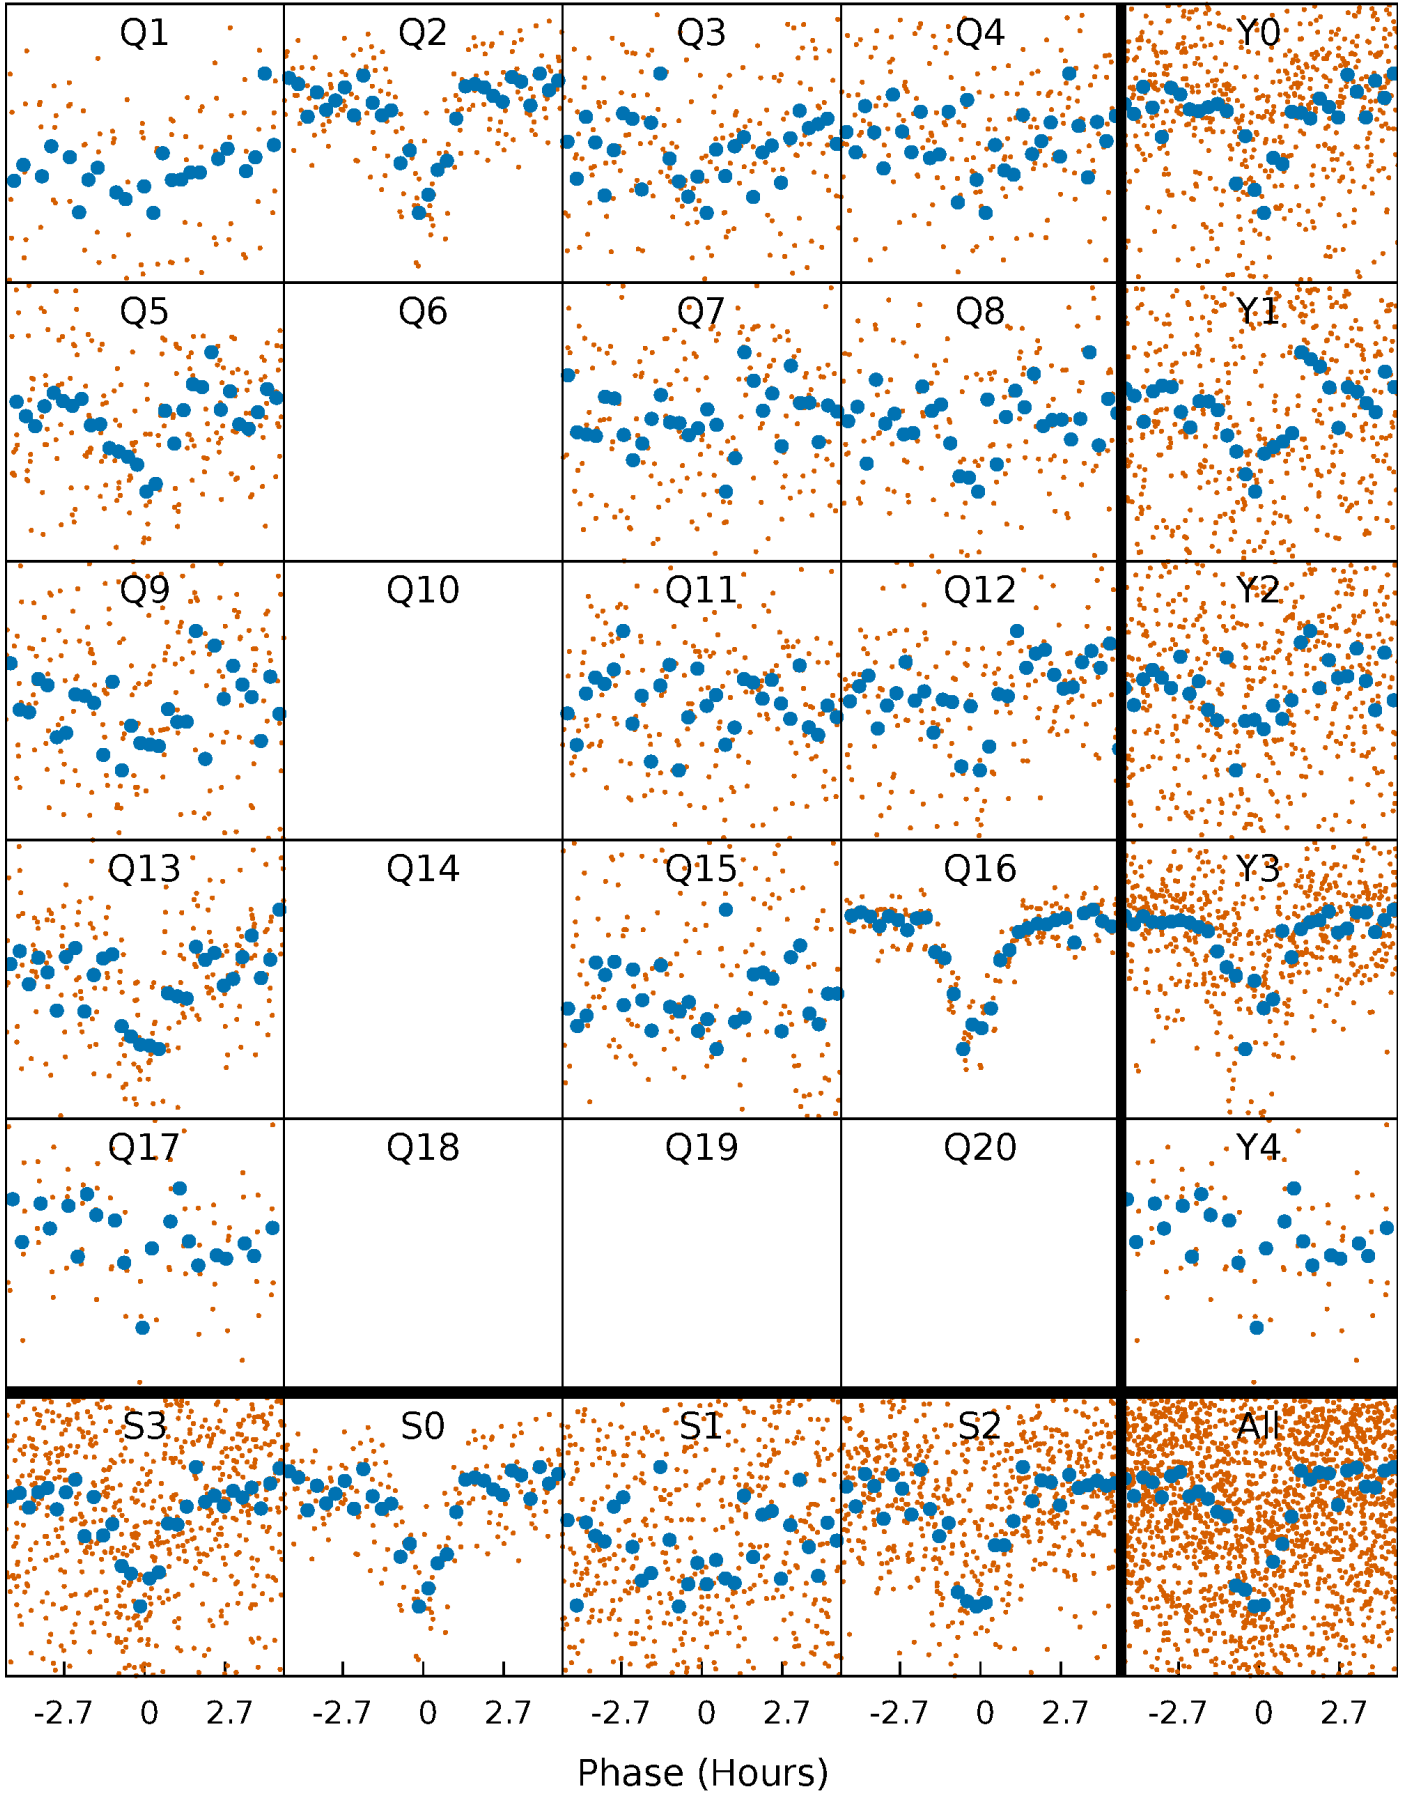 Q1 Q2 Q3 Q4 Y0
Q5 Q6 Q7 Q8 Y1
Q9 Q10 Q11 Q12 Y2
Q13 Q14 Q15 Q16 Y3
Q17 Q18 Q19 Q20 Y4
S3 S0 S1 S2 All
-2.7 0 2.7 -2.7 0 2.7 -2.7 0 2.7 -2.7 0 2.7 -2.7 0 2.7
Phase (Hours)